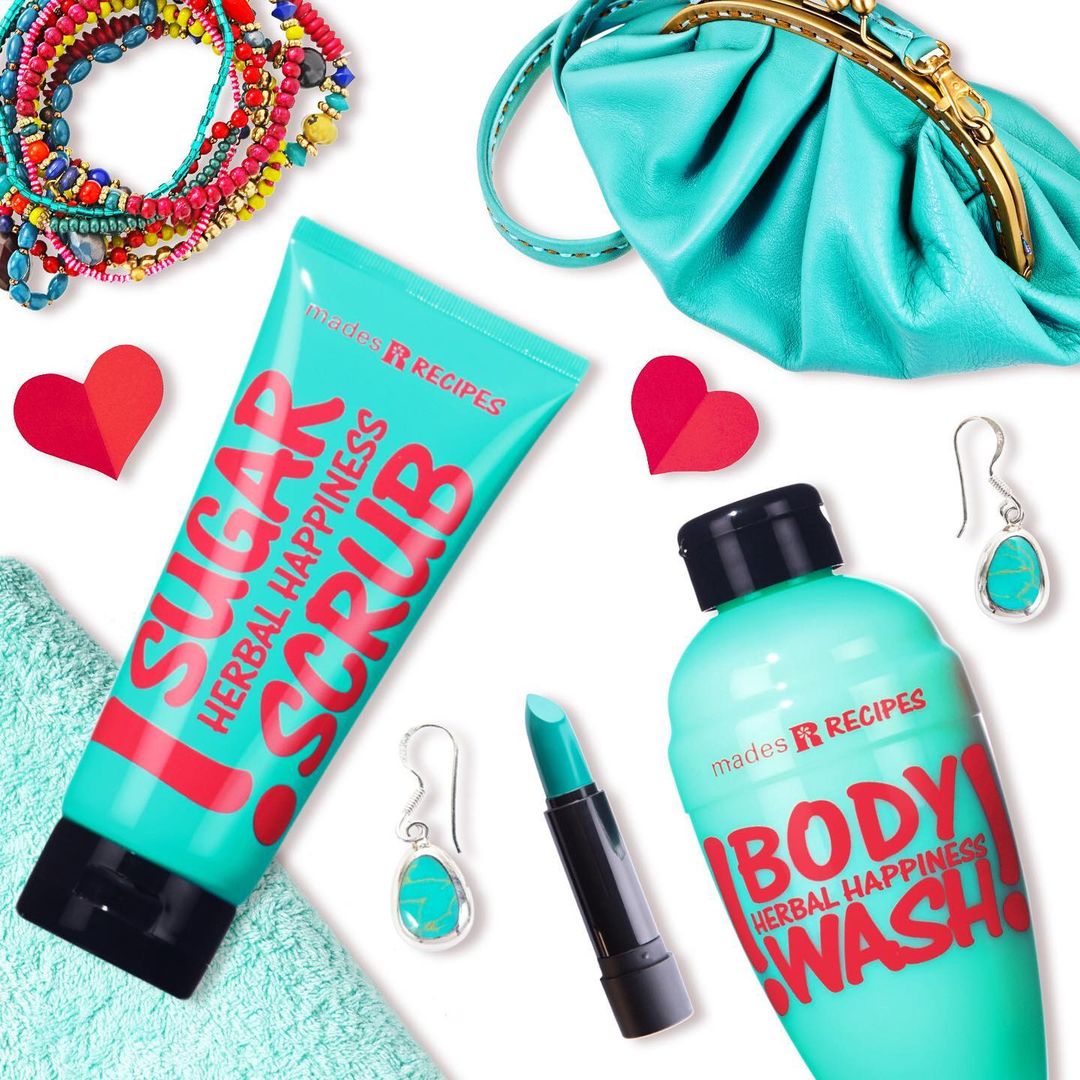 mades R RECIPES
SUGAR
HERBAL HAPPINESS
SCRUB
mades R RECIPES
! BODY !
HERBAL HAPPINESS
WASH